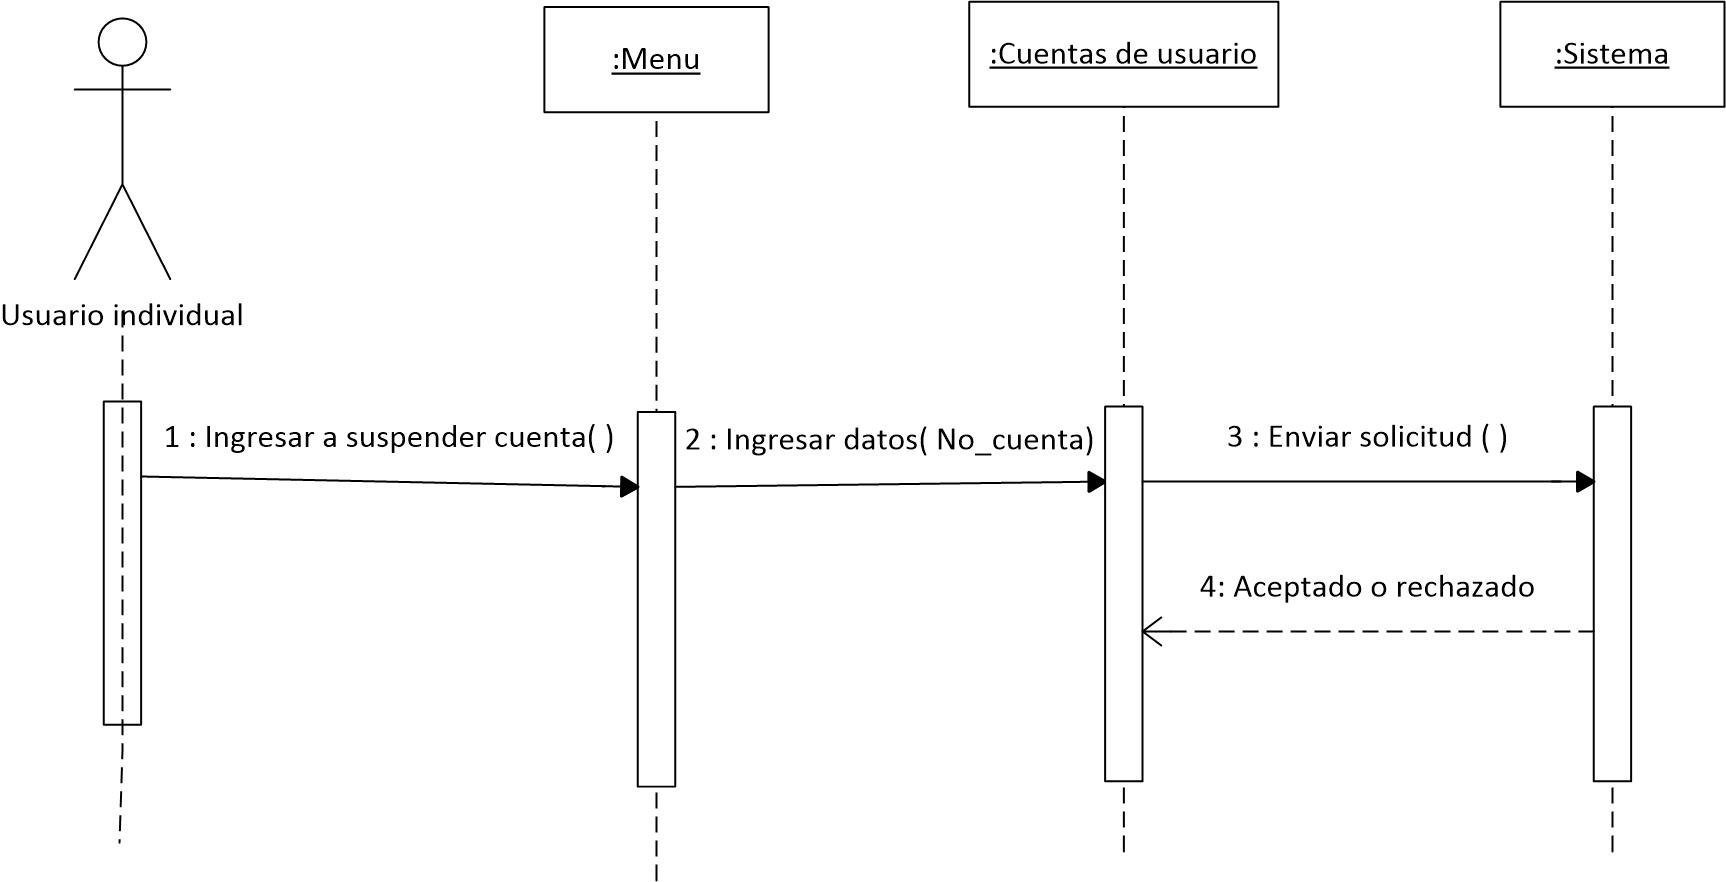 :Menu
:Cuentas de usuario
:Sistema
Usuario individual
1 : Ingresar a suspender cuenta( )
2 : Ingresar datos( No_cuenta)
3 : Enviar solicitud ( )
4: Aceptado o rechazado